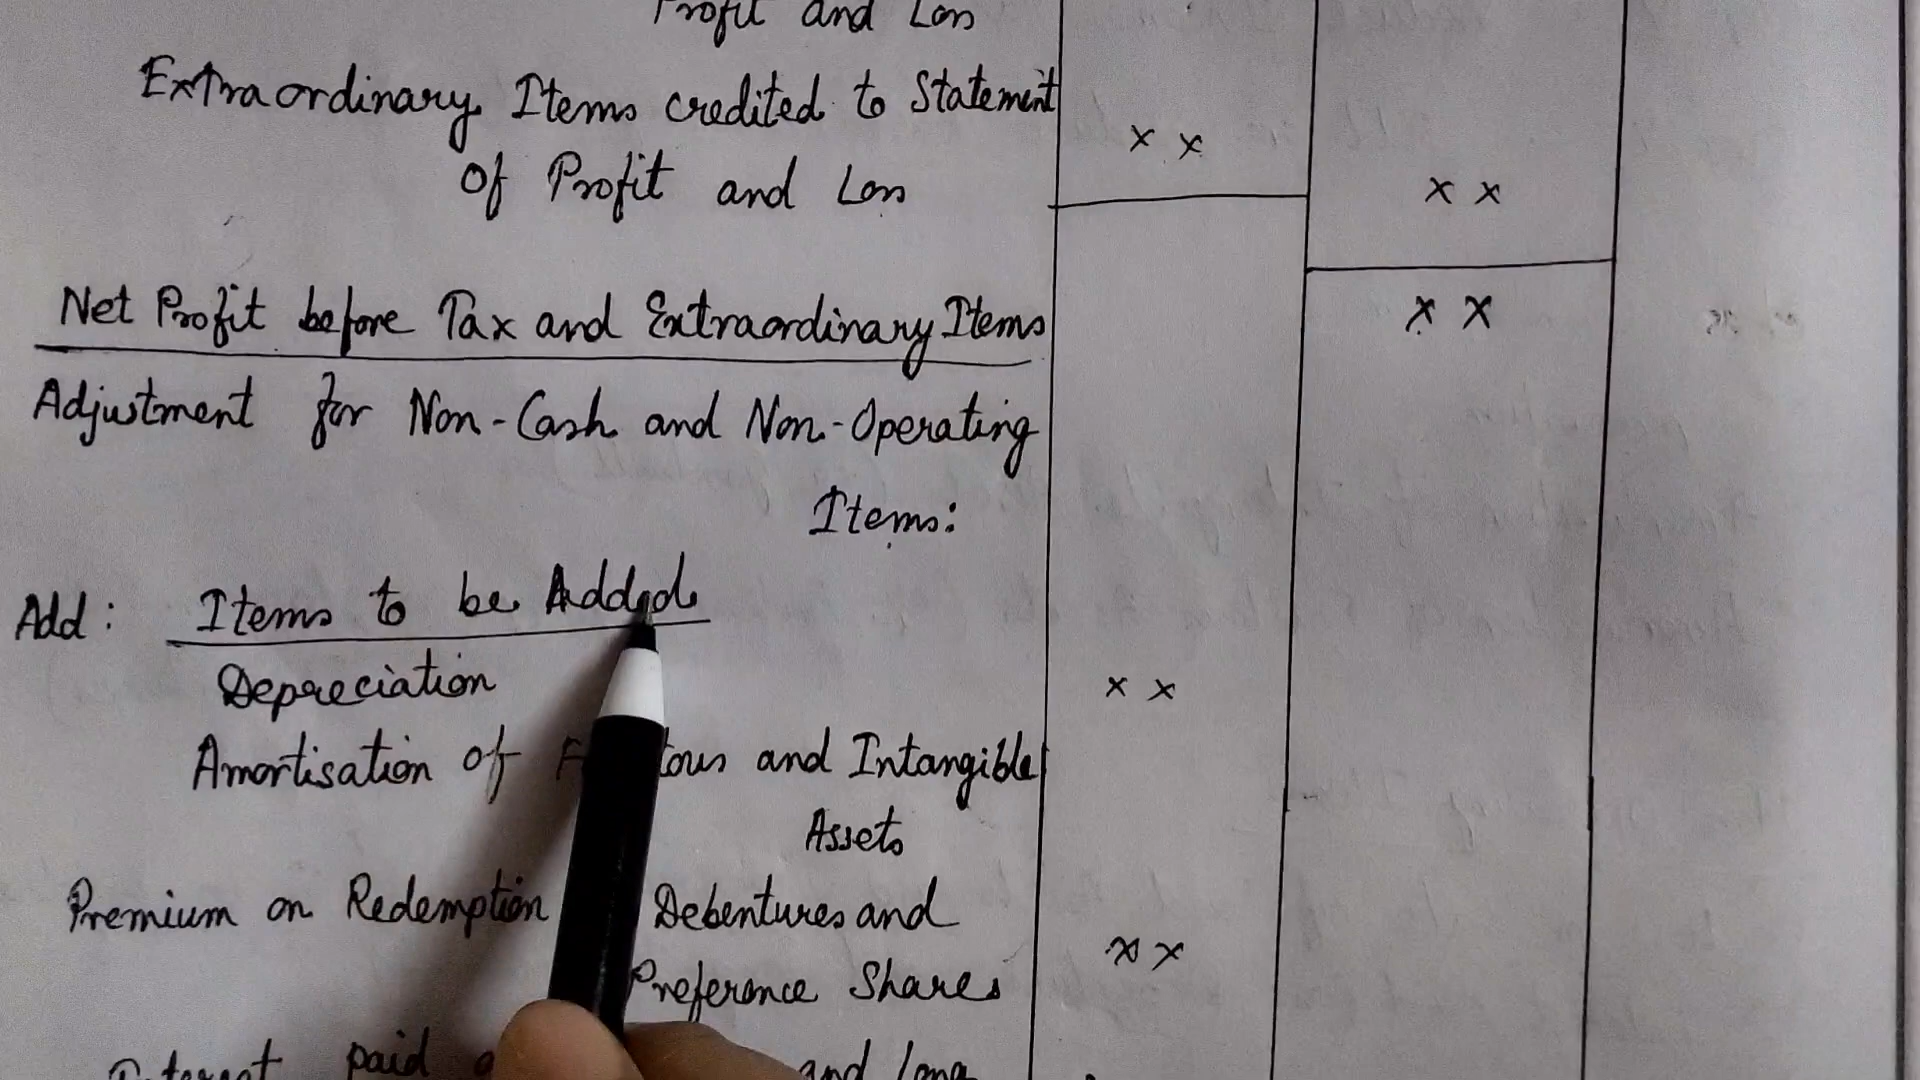 Profit and Loss
Extraordinary Items credited to Statement
x x
Of Profit and Loss
x x
Net Profit before Tax and Extraordinary Items
x x
Adjustment for Non-Cash and Non-Operating
Items:
Add: Items to be Added
Depreciation
x x
Amortisation of and Intangible
Assets
Premium on Redemption Debentures and
x x
Preference Shares
paid and Long